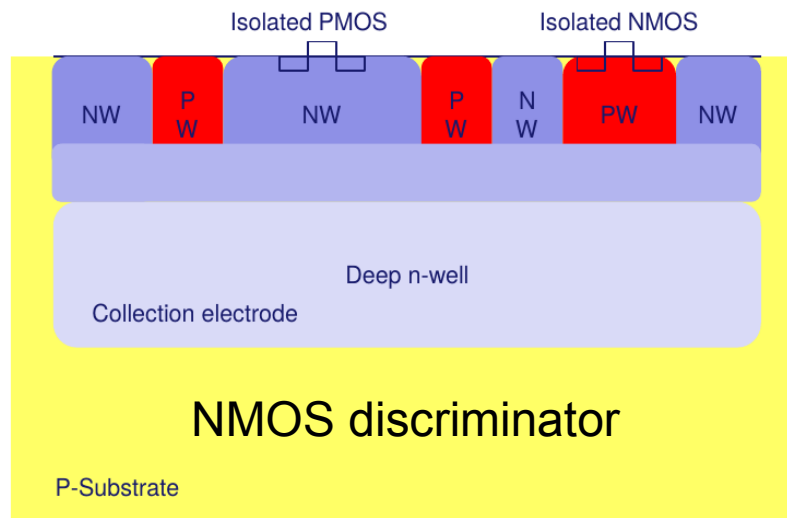 Isolated PMOS Isolated NMOS
NW P W NW P W N W PW NW
Deep n-well
Collection electrode
NMOS discriminator
P-Substrate